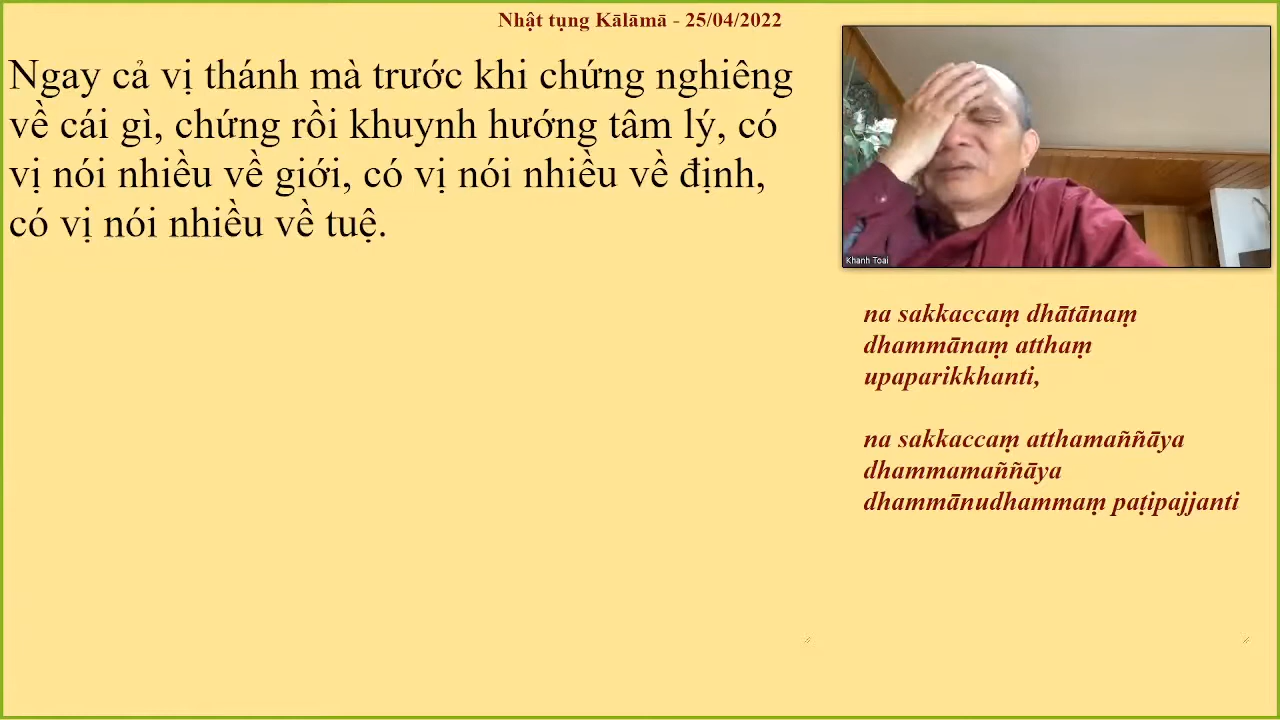 Nhật tụng Kālāmā - 25/04/2022
Ngay cả vị thánh mà trước khi chứng nghiêng
về cái gì, chứng rồi khuynh hướng tâm lý, có
vị nói nhiều về giới, có vị nói nhiều về định,
có vị nói nhiều về tuệ.
Khanh Toai
na sakkaccaṃ dhātānaṃ
dhammānaṃ atthaṃ
upaparikkhanti,
na sakkaccaṃ atthamaññāya
dhammamaññāya
dhammānudhammaṃ paṭipajjanti